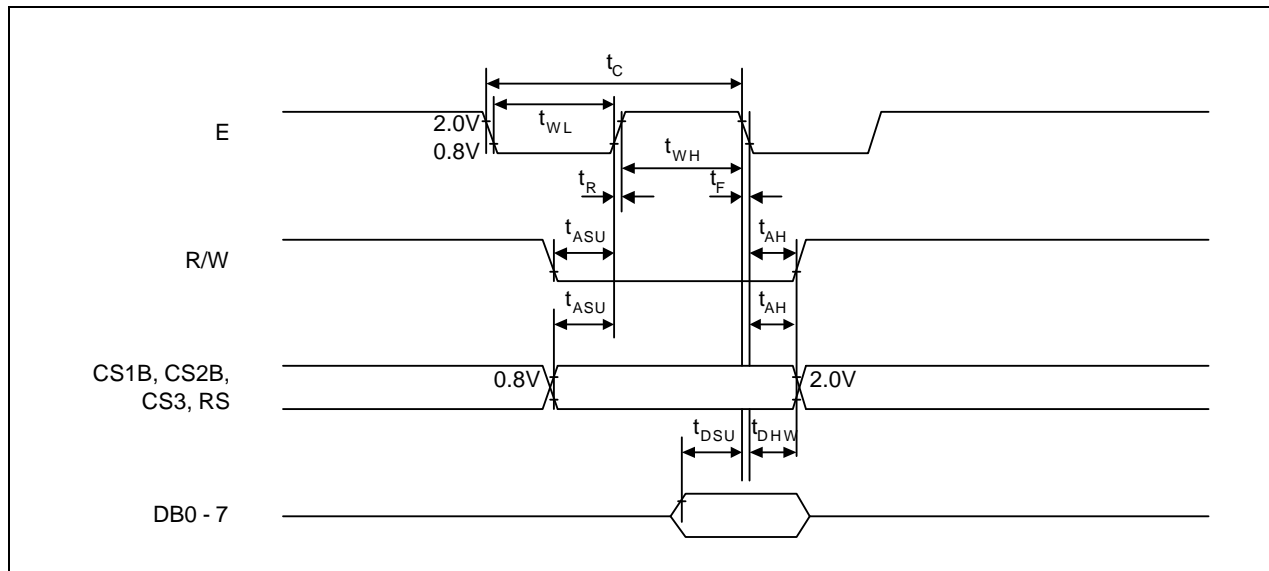 tC
E
2.0V
tWL
0.8V
tWH
tR
tF
tASU
tAH
R/W
tASU
tAH
CS1B, CS2B,
CS3, RS
0.8V
2.0V
tDSU
tDHW
DB0 - 7